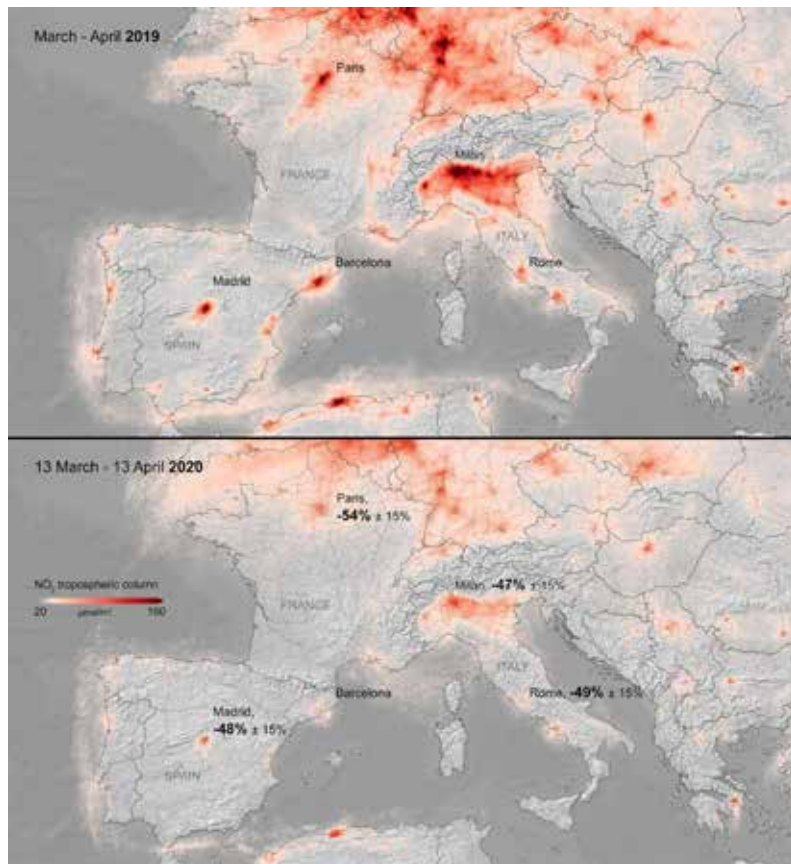 March - April 2019
Paris
FRANCE
Milan
ITALY
Barcelona
Rome
Madrid
SPAIN
13 March - 13 April 2020
Paris,
-54% ± 15%
NO₂ tropospheric column
20
160
FRANCE
Milan, -47% ± 15%
ITALY
Barcelona
Rome, -49% ± 15%
Madrid,
-48% ± 15%
SPAIN